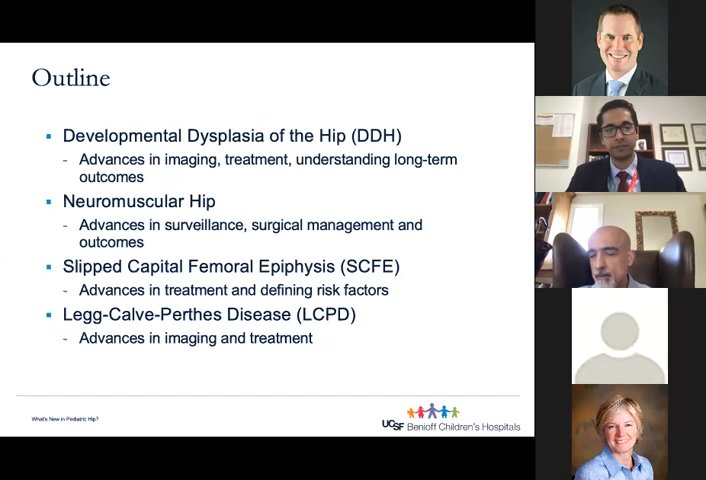 Outline
Developmental Dysplasia of the Hip (DDH)
- Advances in imaging, treatment, understanding long-term
outcomes
Neuromuscular Hip
- Advances in surveillance, surgical management and
outcomes
Slipped Capital Femoral Epiphysis (SCFE)
- Advances in treatment and defining risk factors
Legg-Calve-Perthes Disease (LCPD)
- Advances in imaging and treatment
What's New in Pediatric Hip?
UCSF Benioff Children's Hospitals